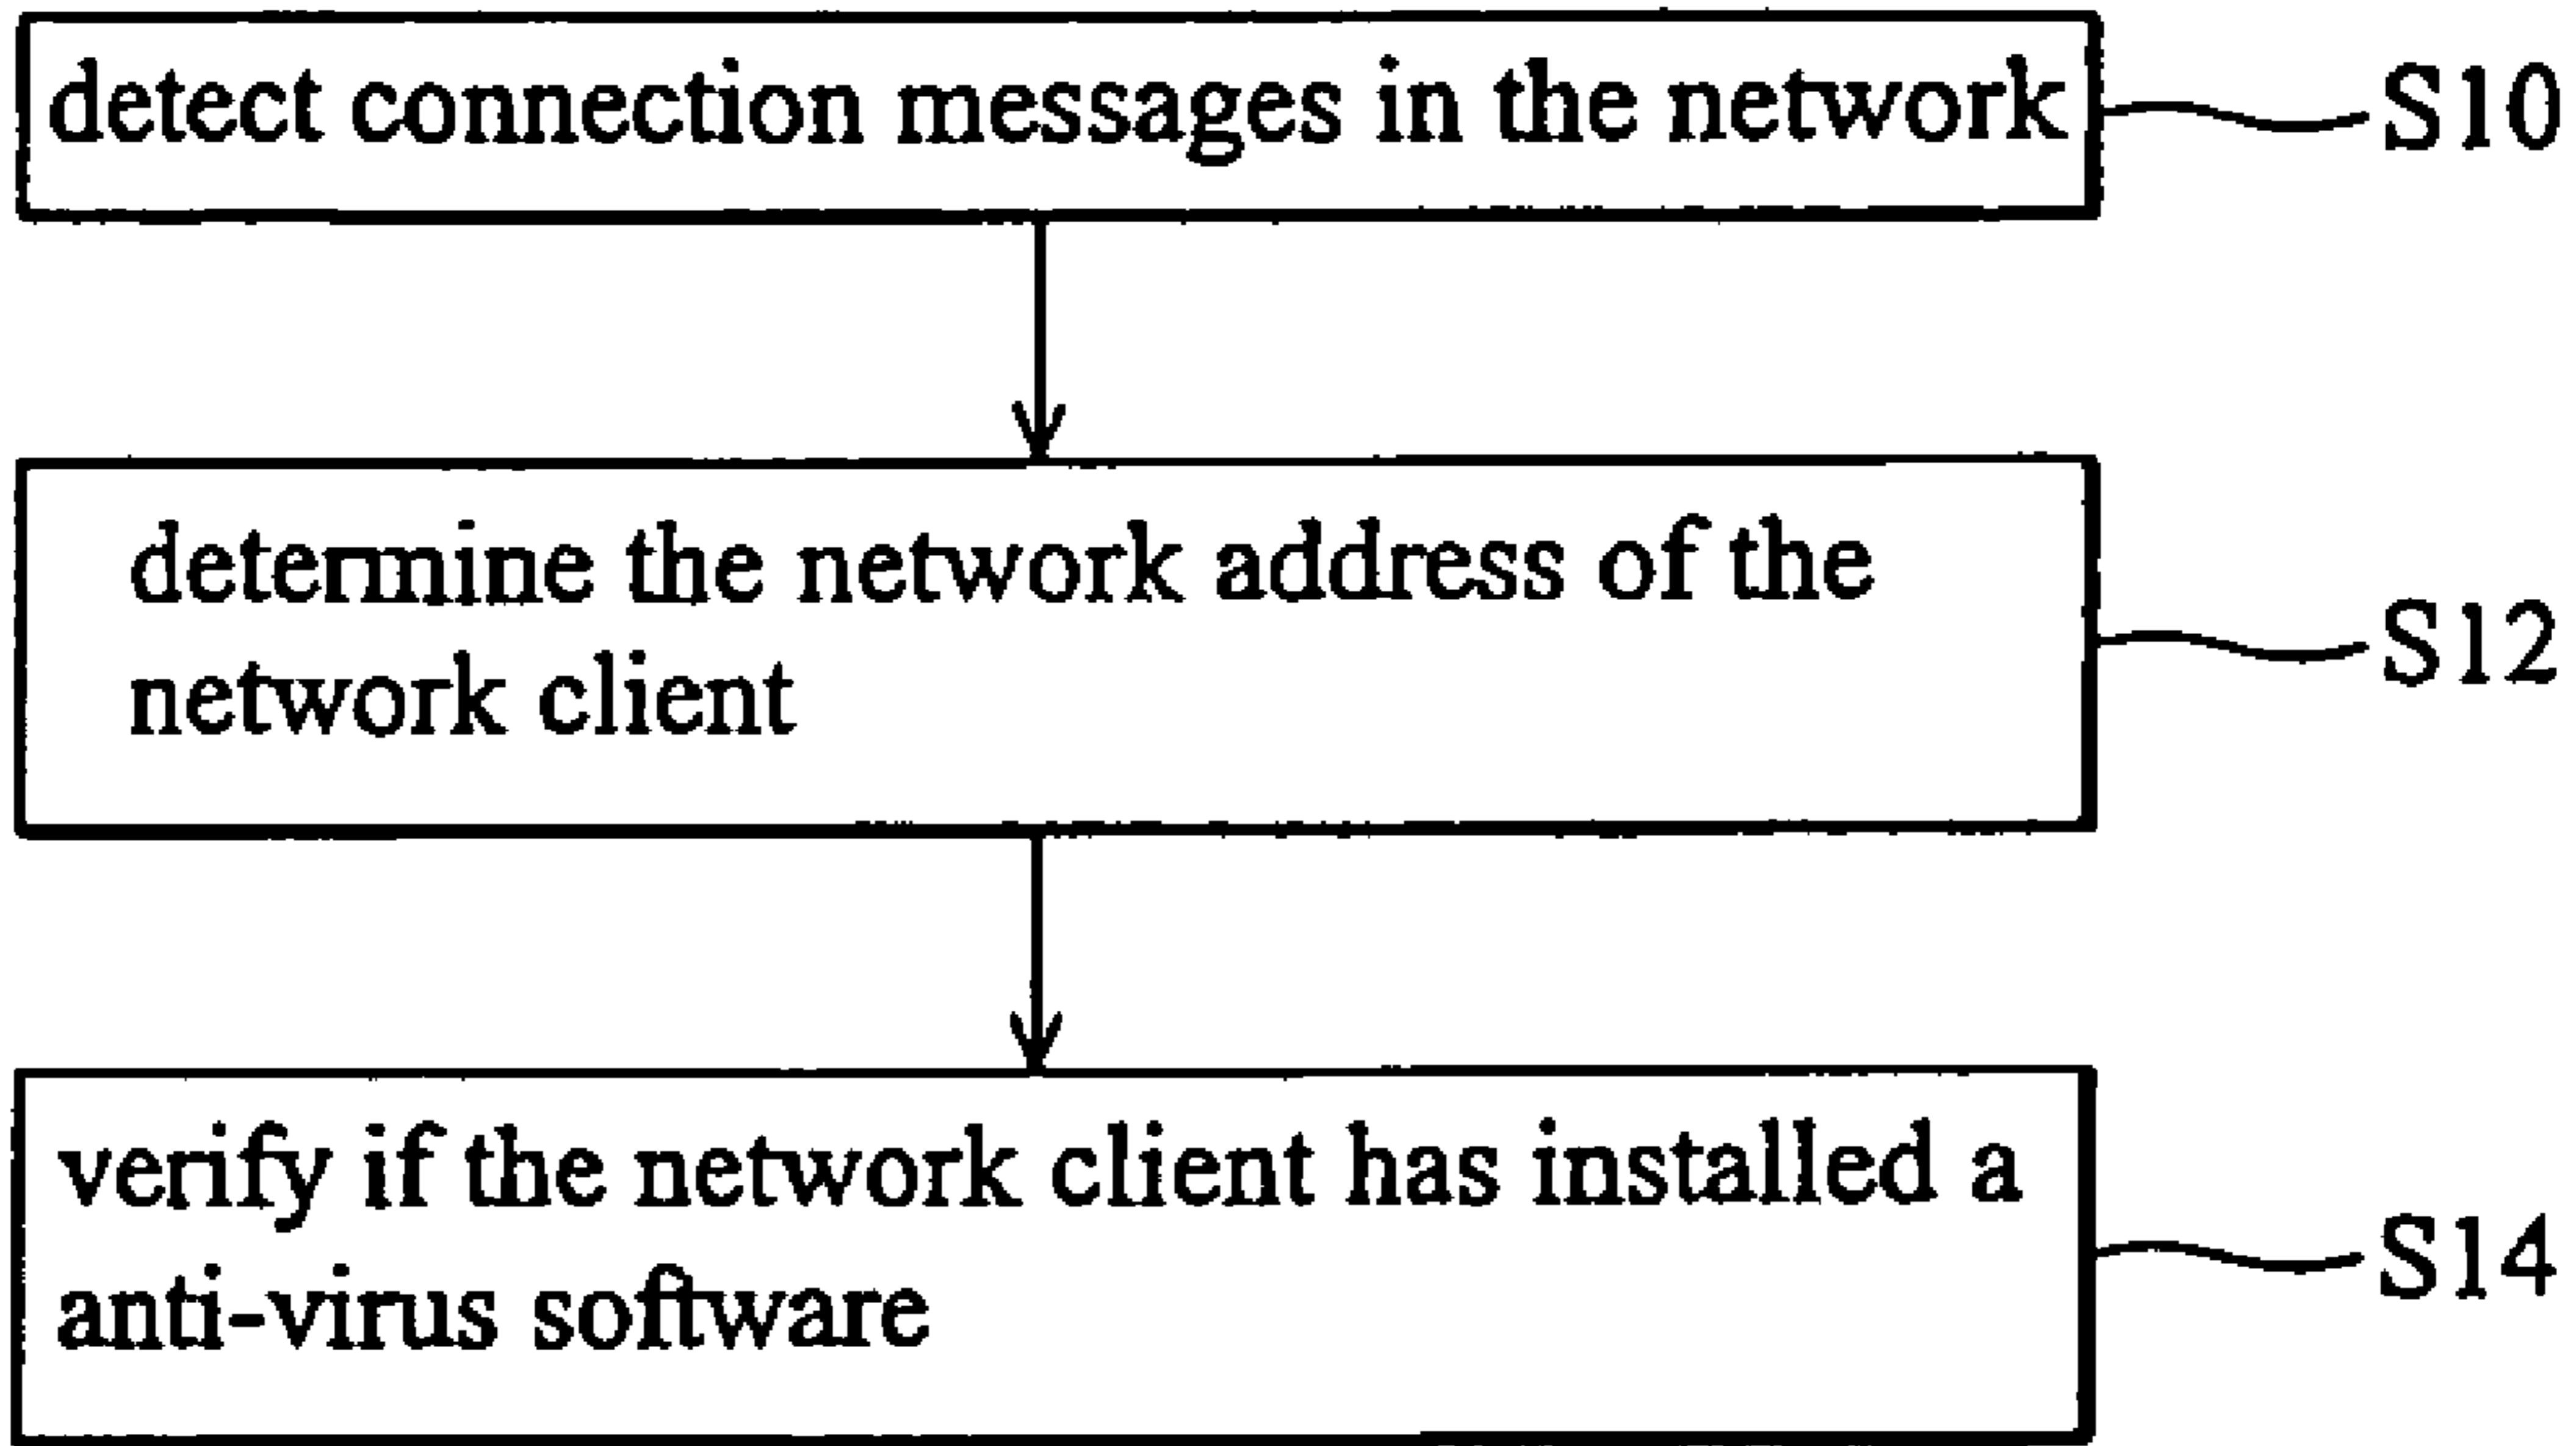 detect connection messages in the network
S10
determine the network address of the
network client
S12
verify if the network client has installed a
anti-virus software
S14